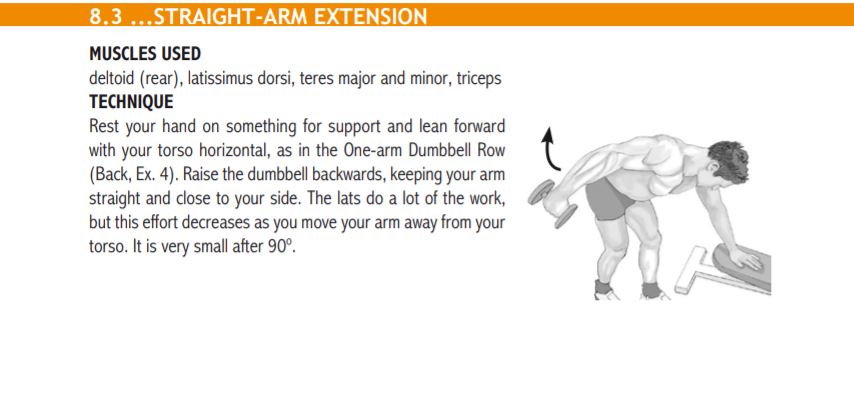 8.3 ...STRAIGHT-ARM EXTENSION
MUSCLES USED
deltoid (rear), latissimus dorsi, teres major and minor, triceps
TECHNIQUE
Rest your hand on something for support and lean forward
with your torso horizontal, as in the One-arm Dumbbell Row
(Back, Ex. 4). Raise the dumbbell backwards, keeping your arm
straight and close to your side. The lats do a lot of the work,
but this effort decreases as you move your arm away from your
torso. It is very small after 90º.